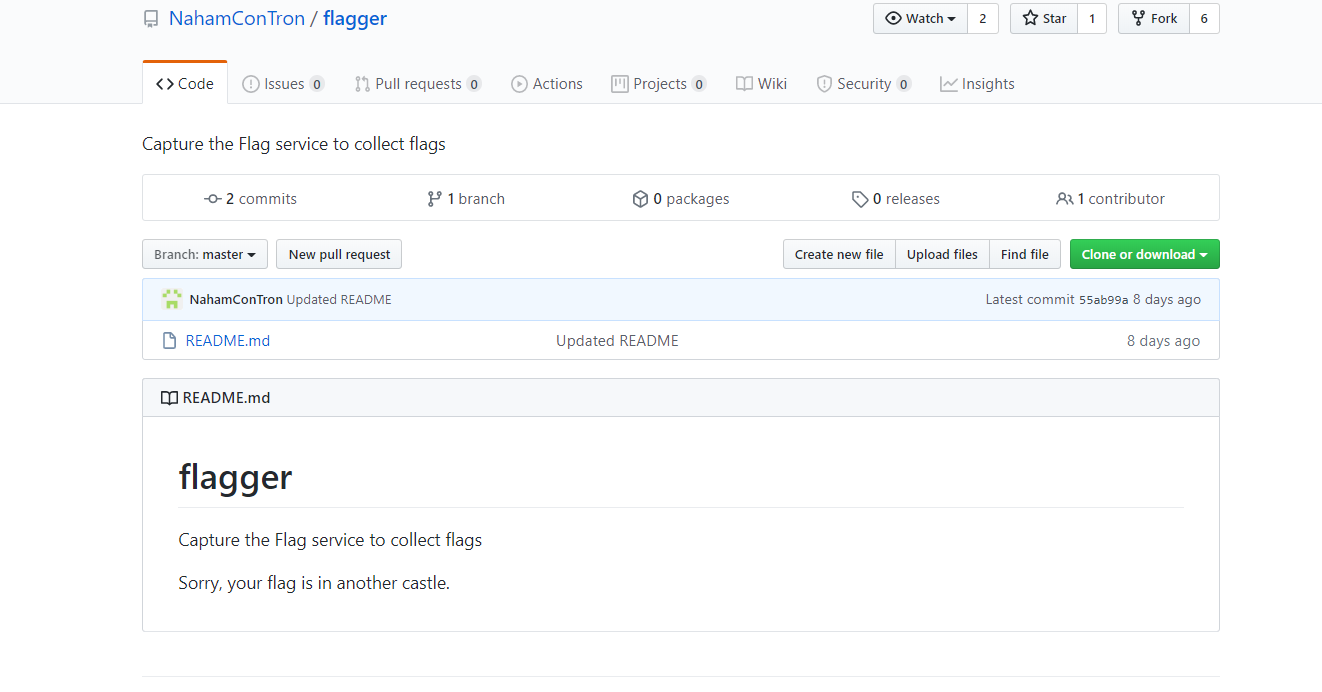 NahamConTron / flagger
Watch 2 Star 1 Fork 6
Code Issues 0 Pull requests 0 Actions Projects 0 Wiki Security 0 Insights
Capture the Flag service to collect flags
2 commits 1 branch 0 packages 0 releases 1 contributor
Branch: master New pull request Create new file Upload files Find file Clone or download
NahamConTron Updated README Latest commit 55ab99a 8 days ago
README.md Updated README 8 days ago
README.md
flagger
Capture the Flag service to collect flags
Sorry, your flag is in another castle.